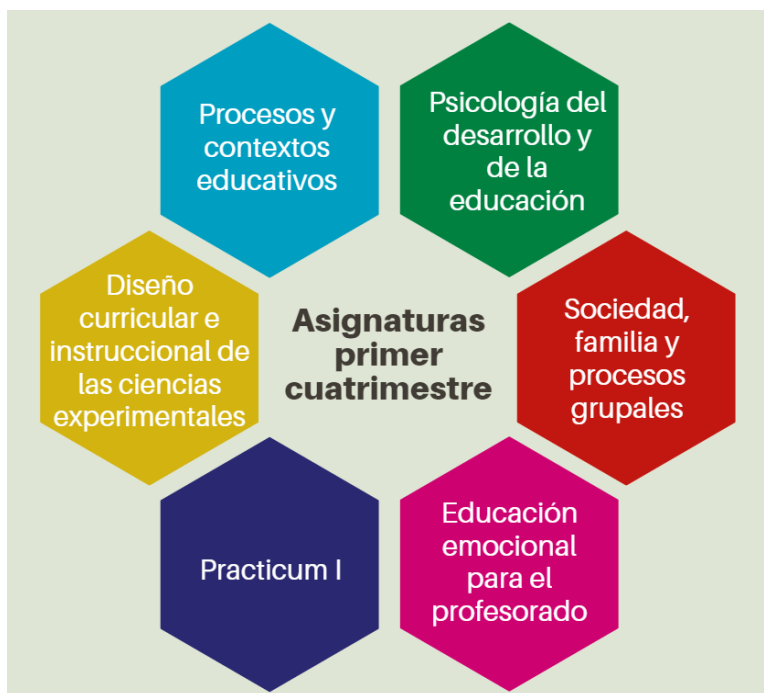 Procesos y
contextos
educativos
Psicología del
desarrollo y
de la
educación
Diseño
curricular e
instruccional de
las ciencias
experimentales
Asignaturas
primer
cuatrimestre
Sociedad,
familia y
procesos
grupales
Practicum I
Educación
emocional
para el
profesorado